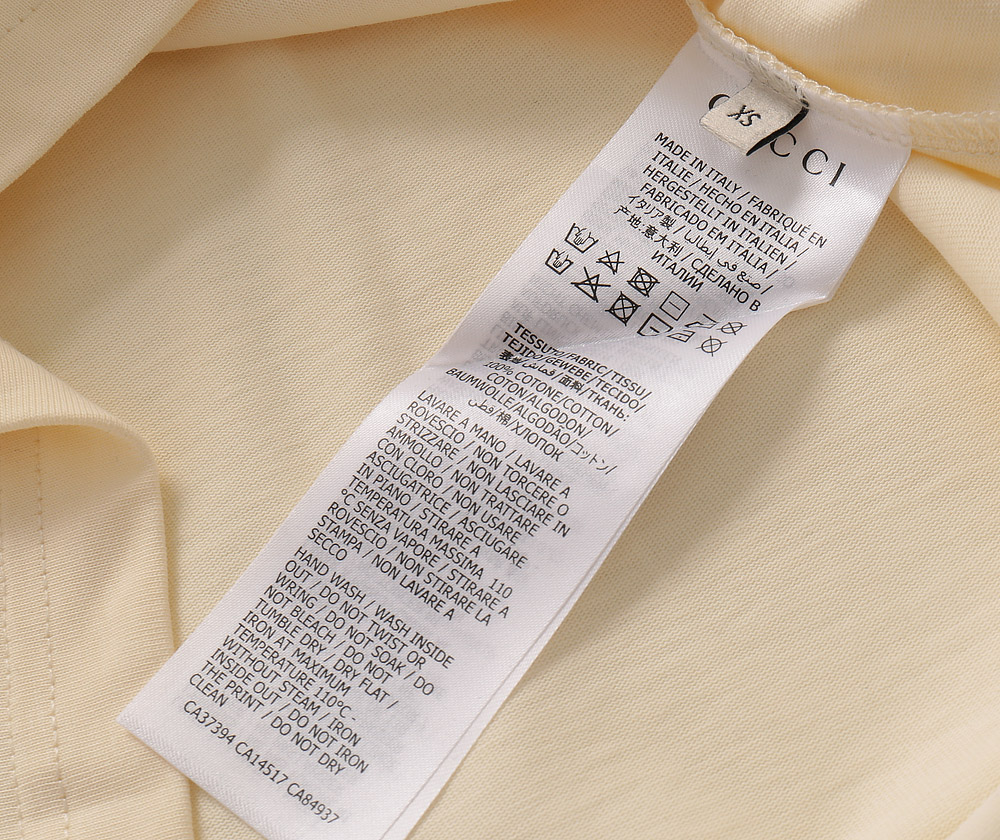 XS
CCI
MADE IN ITALY / FABRIQUÉ EN
ITALIE / HECHO EN ITALIA /
HERGESTELLT IN ITALIEN /
FABRICADO EM ITÁLIA /
イタリア製 / صنع في إيطاليا /
产地:意大利 / СДЕЛАНО В
ИТАЛИИ
TESSUTO/FABRIC/TISSU/
TEJIDO/GEWEBE/TECIDO/
表地/قماش/面料/ТКАНЬ:
100% COTONE/COTTON/
COTON/ALGODON/
BAUMWOLLE/ALGODÃO/コットン/
قطن/棉/ХЛОПОК
LAVARE A MANO / LAVARE A
ROVESCIO / NON TORCERE O
STRIZZARE / NON LASCIARE IN
AMMOLLO / NON TRATTARE
CON CLORO / NON USARE
ASCIUGATRICE / ASCIUGARE
IN PIANO / STIRARE A
TEMPERATURA MASSIMA 110
°C SENZA VAPORE / STIRARE A
ROVESCIO / NON STIRARE LA
STAMPA / NON LAVARE A
SECCO
HAND WASH / WASH INSIDE
OUT / DO NOT TWIST OR
WRING / DO NOT SOAK / DO
NOT BLEACH / DO NOT
TUMBLE DRY / DRY FLAT /
IRON AT MAXIMUM
TEMPERATURE 110°C -
WITHOUT STEAM / IRON
INSIDE OUT / DO NOT IRON
THE PRINT / DO NOT DRY
CLEAN
CA37394 CA14517 CA84937